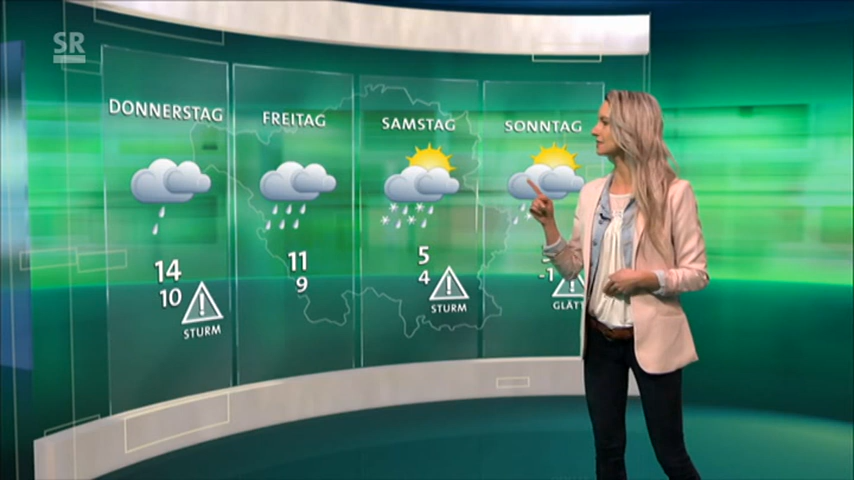 SR
DONNERSTAG
FREITAG
SAMSTAG
SONNTAG
14
10
STURM
11
9
5
4
STURM
-1